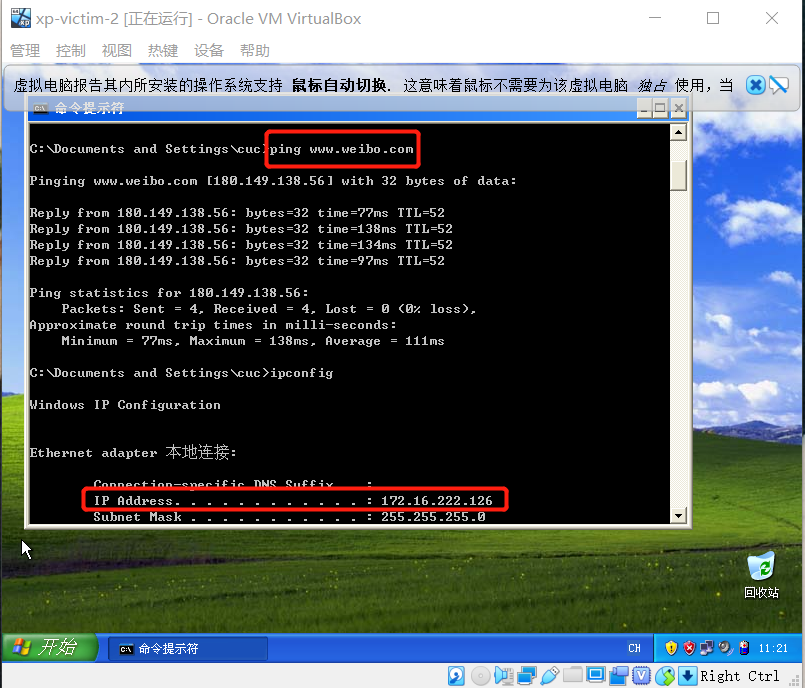 xp-victim-2 [正在运行] - Oracle VM VirtualBox
管理 控制 视图 热键 设备 帮助
虚拟电脑报告其内所安装的操作系统支持 鼠标自动切换. 这意味着鼠标不需要为该虚拟电脑 独占 使用，当
命令提示符
C:\Documents and Settings\cuc>ping www.weibo.com
Pinging www.weibo.com [180.149.138.56] with 32 bytes of data:
Reply from 180.149.138.56: bytes=32 time=77ms TTL=52
Reply from 180.149.138.56: bytes=32 time=138ms TTL=52
Reply from 180.149.138.56: bytes=32 time=134ms TTL=52
Reply from 180.149.138.56: bytes=32 time=97ms TTL=52
Ping statistics for 180.149.138.56:
Packets: Sent = 4, Received = 4, Lost = 0 (0% loss),
Approximate round trip times in milli-seconds:
Minimum = 77ms, Maximum = 138ms, Average = 111ms
C:\Documents and Settings\cuc>ipconfig
Windows IP Configuration
Ethernet adapter 本地连接:
Connection-specific DNS Suffix . :
IP Address. . . . . . . . . . . . : 172.16.222.126
Subnet Mask . . . . . . . . . . . : 255.255.255.0
回收站
开始 命令提示符 CH 11:21
Right Ctrl